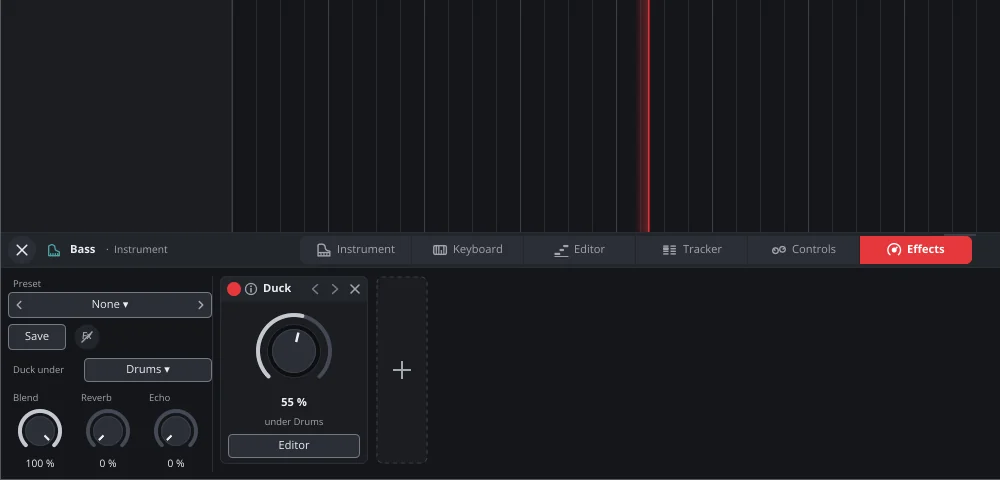 Bass · Instrument
Instrument
Keyboard
Editor
Tracker
Controls
Effects
Preset
None ▾
Save
FX
Duck under
Drums ▾
Blend
Reverb
Echo
100 %
0 %
0 %
Duck
55 %
under Drums
Editor